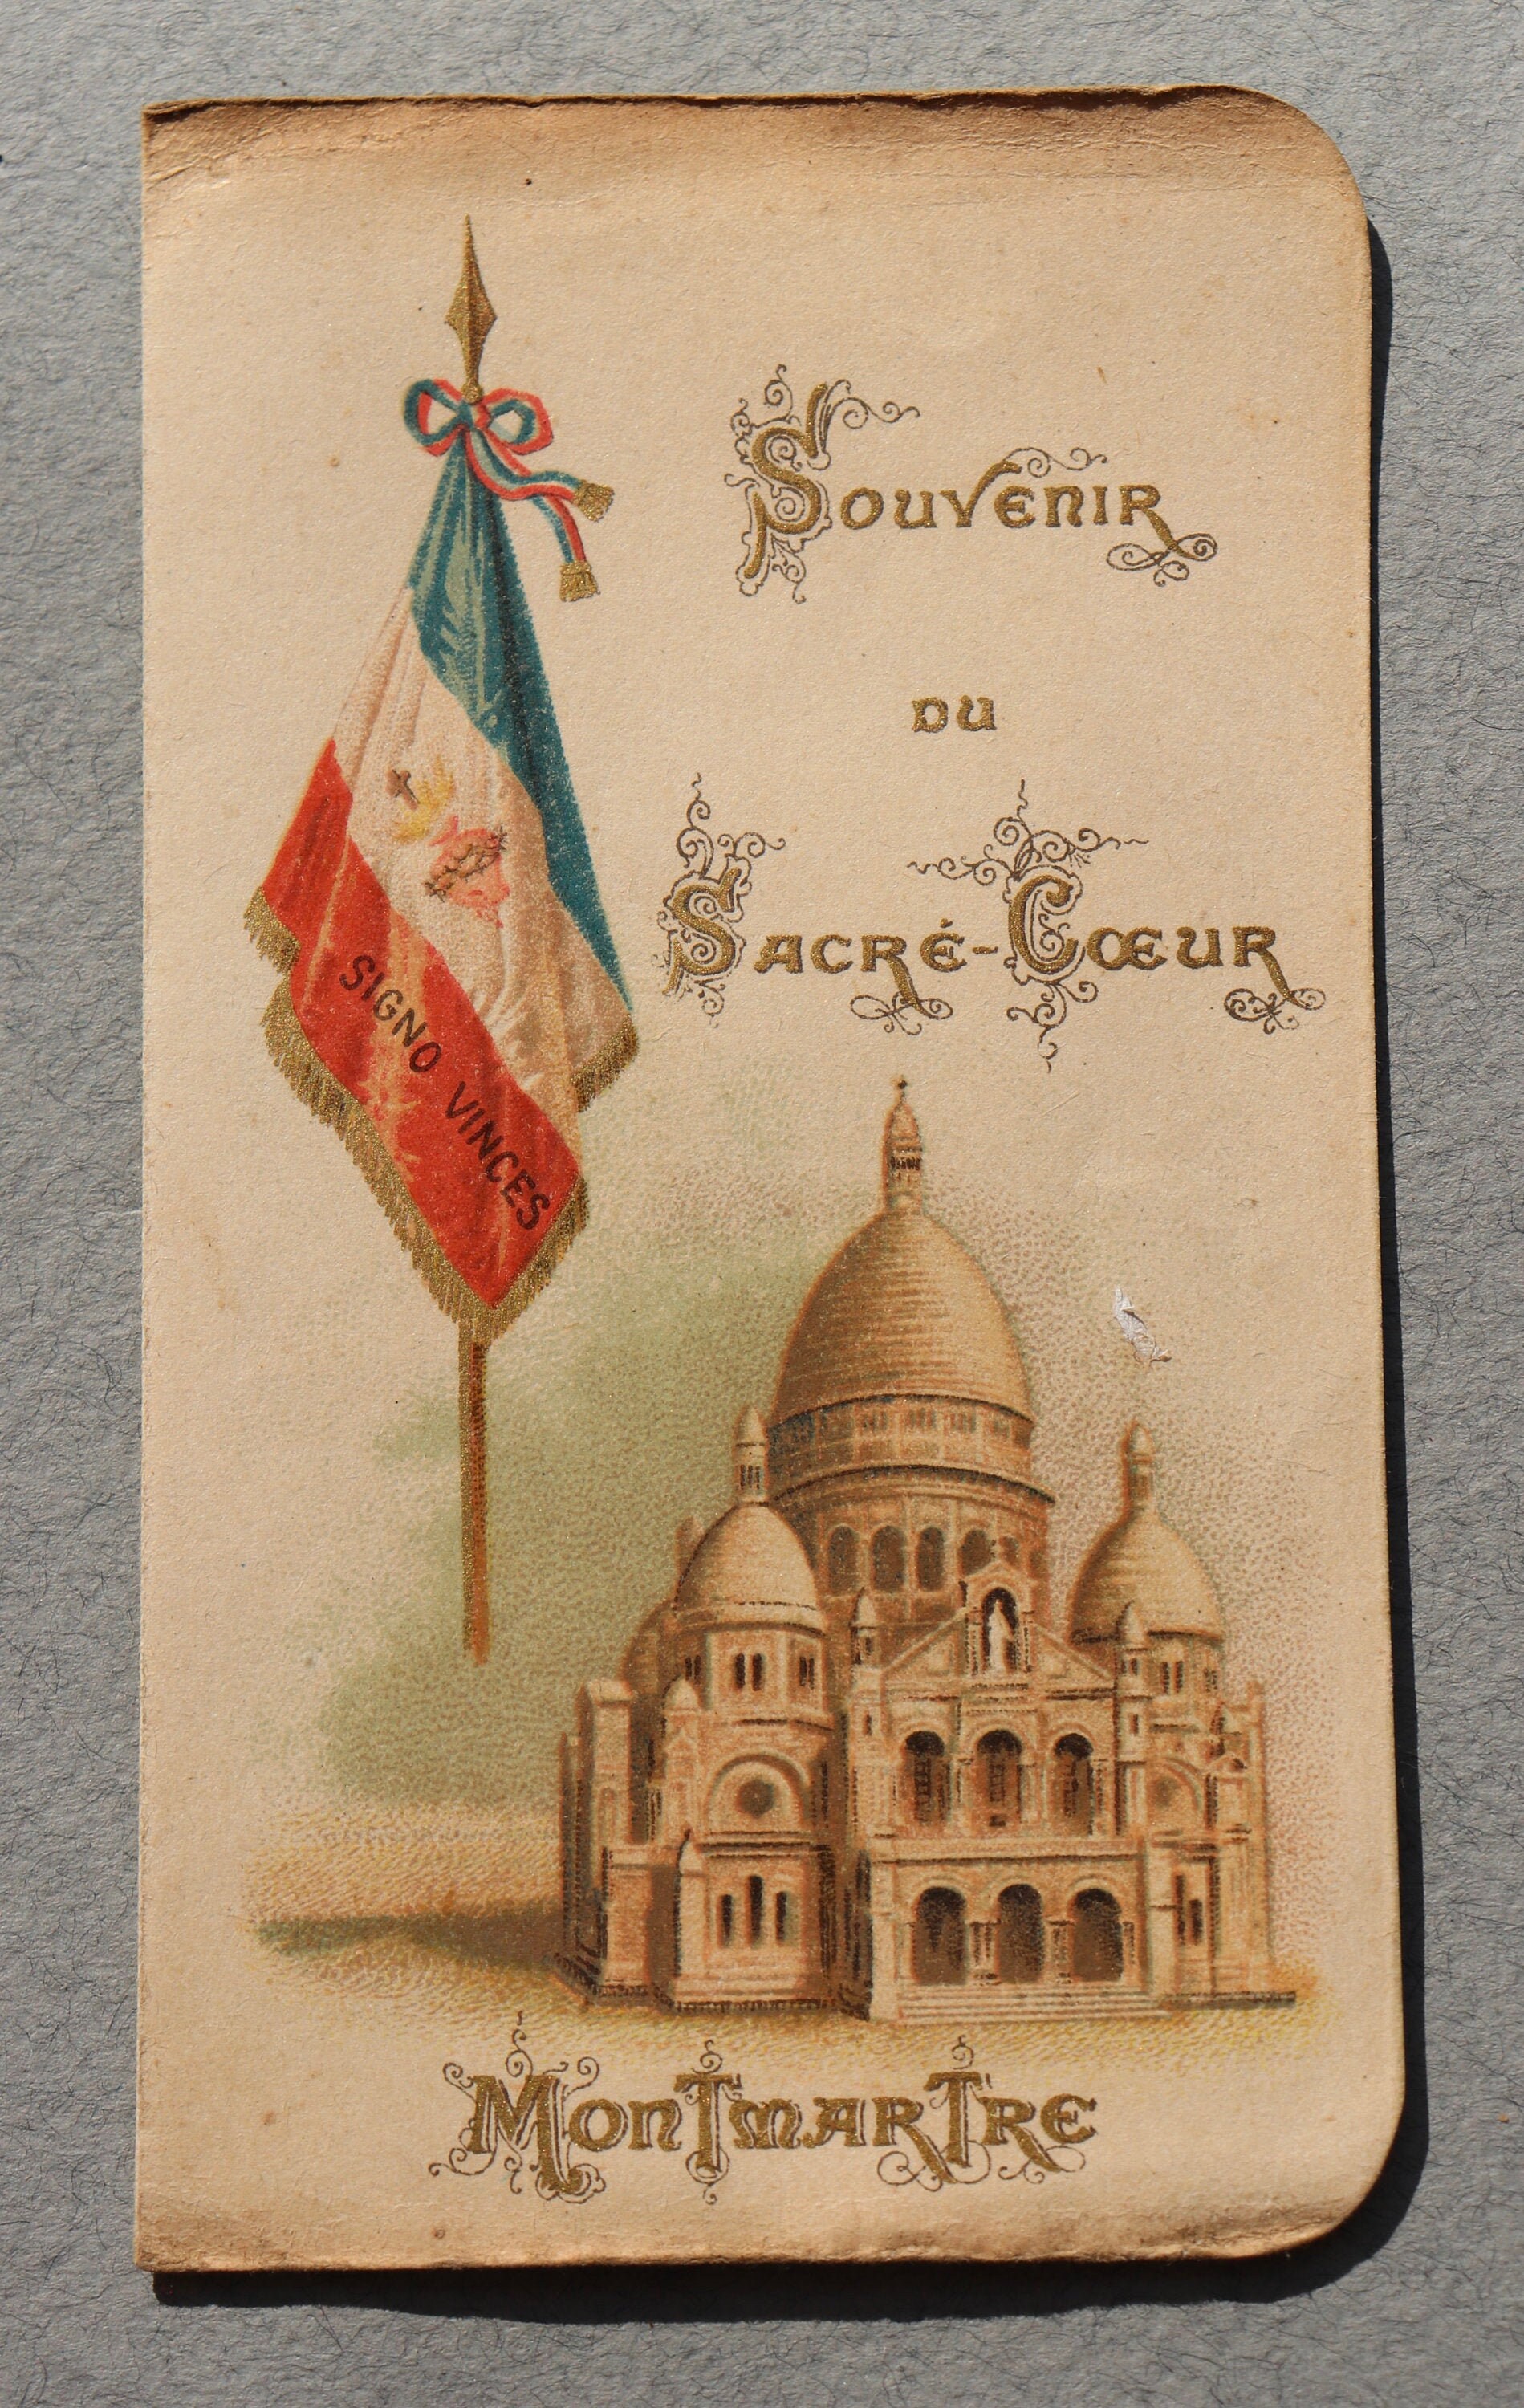 Souvenir
du
Sacré-Cœur
SIGNO VINCES
Montmartre